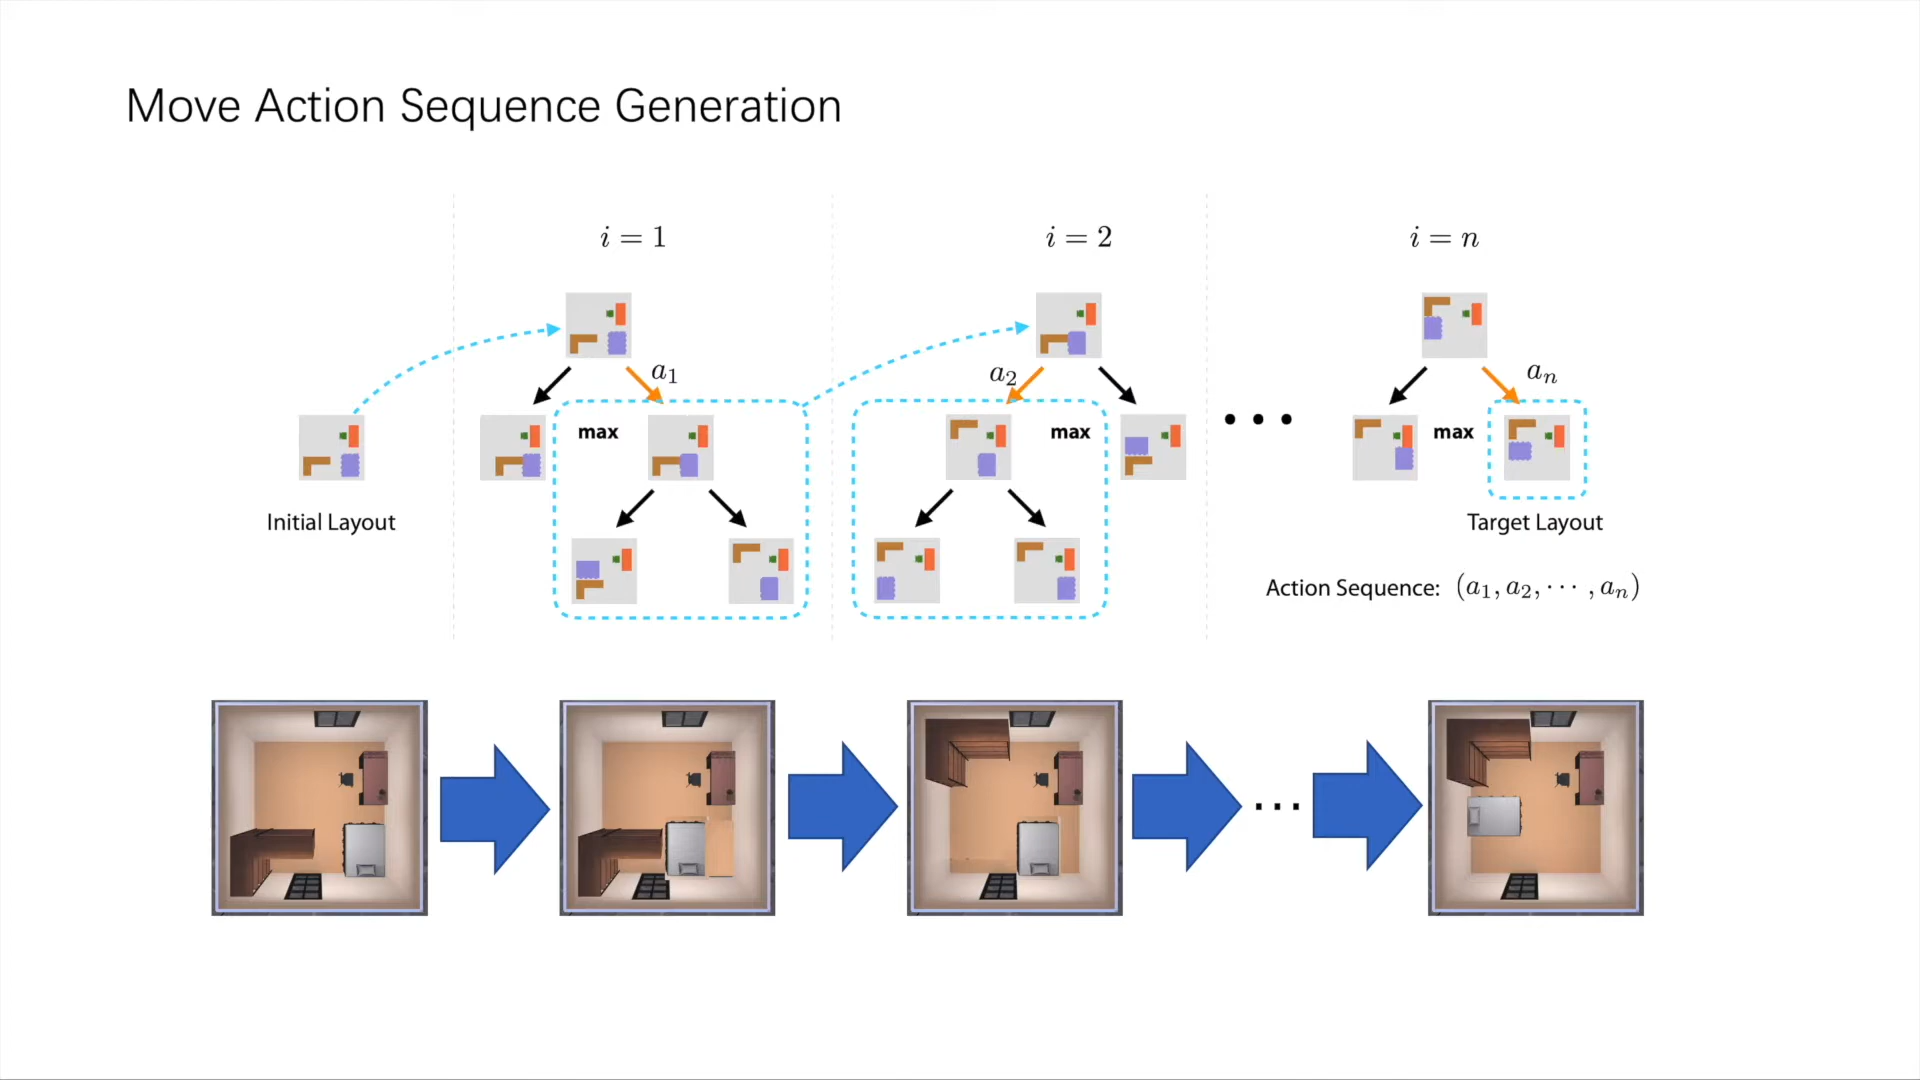 Move Action Sequence Generation
i = 1
i = 2
i = n
a₁
a₂
aₙ
max
max
max
• • •
Initial Layout
Target Layout
Action Sequence: (a₁, a₂, ⋯ , aₙ)
...